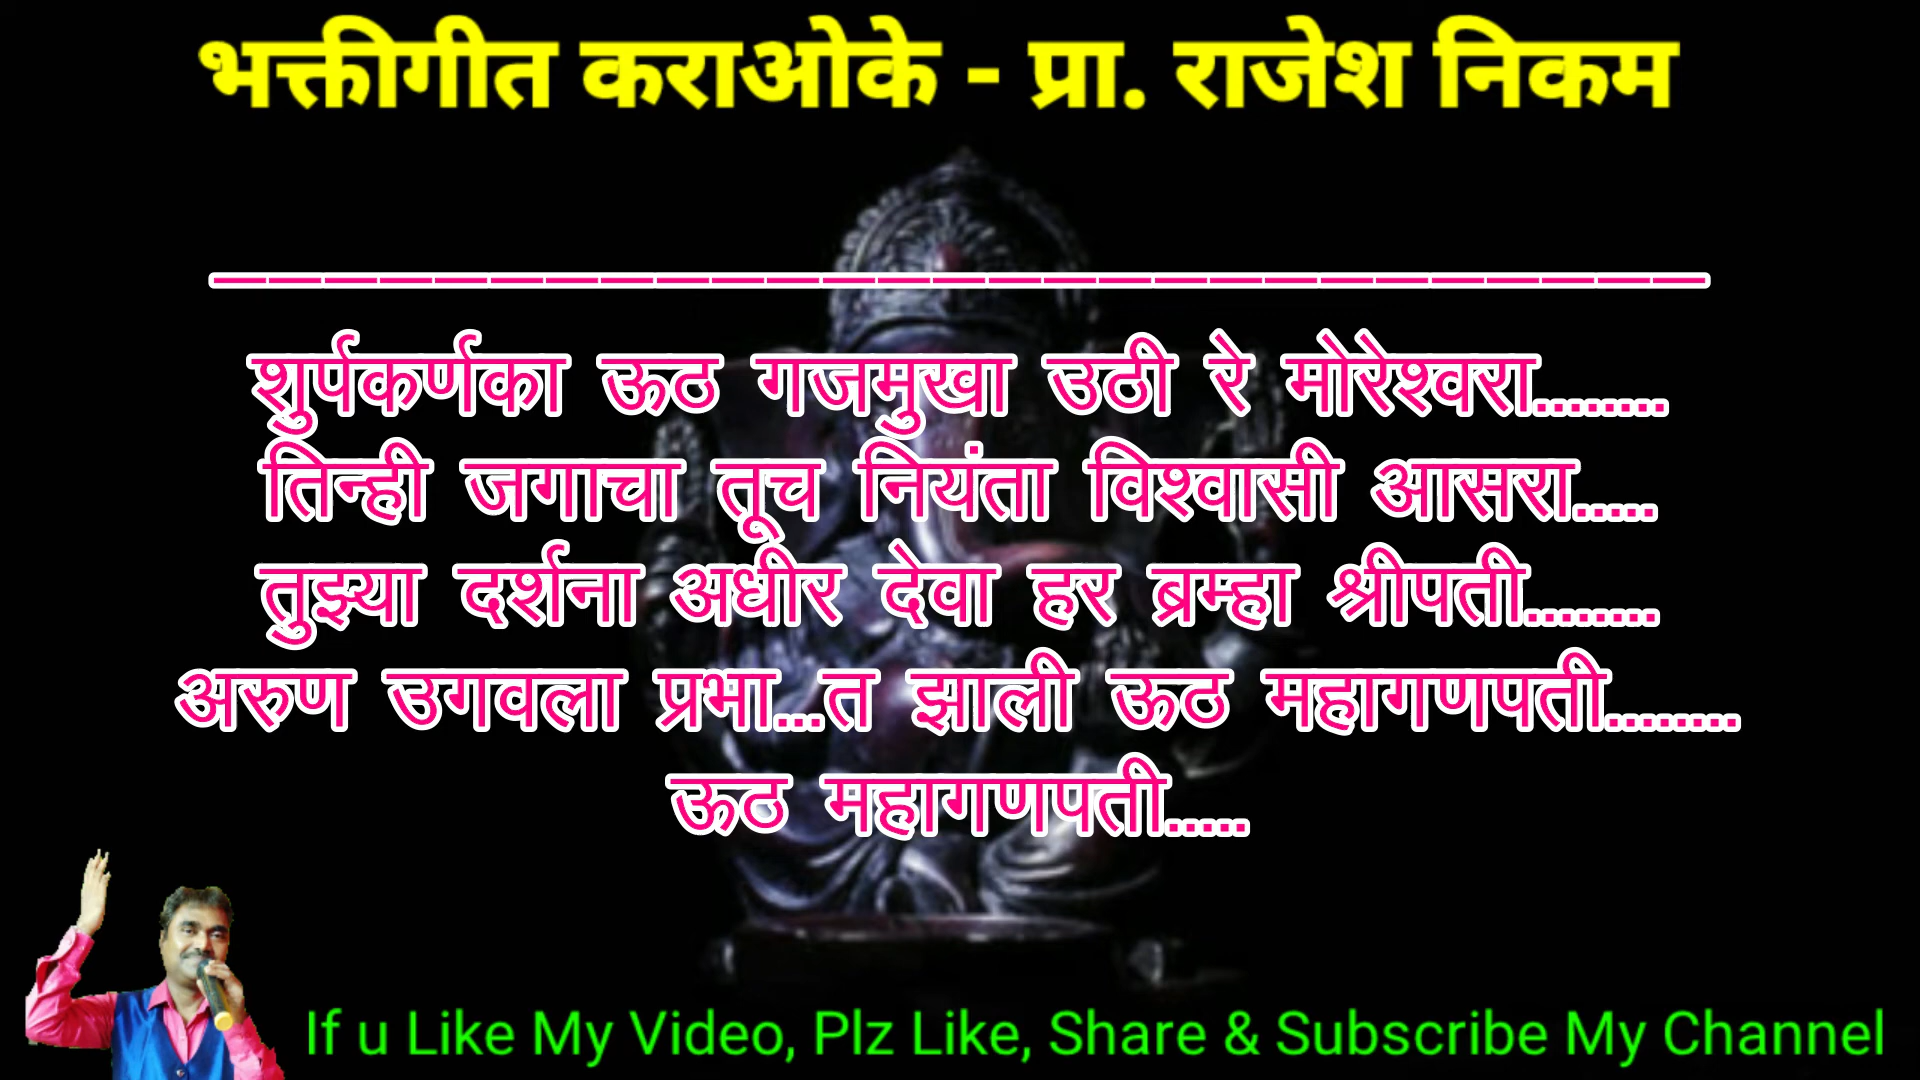 भक्तीगीत कराओके - प्रा. राजेश निकम
___________________________
शुर्पकर्णका ऊठ गजमुखा उठी रे मोरेश्वरा........
तिन्ही जगाचा तूच नियंता विश्वासी आसरा.....
तुझ्या दर्शना अधीर देवा हर ब्रम्हा श्रीपती........
अरुण उगवला प्रभा...त झाली ऊठ महागणपती........
ऊठ महागणपती.....
If u Like My Video, Plz Like, Share & Subscribe My Channel